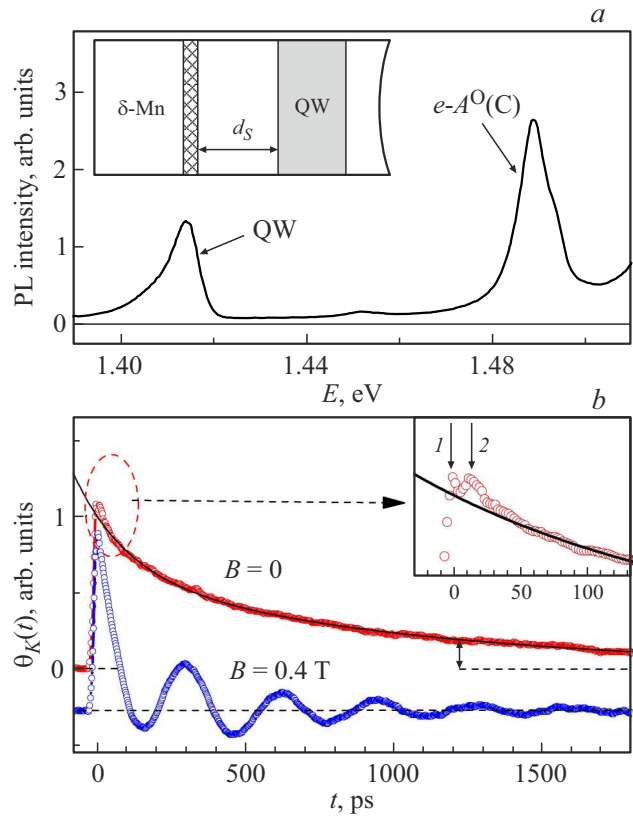 a
PL intensity, arb. units
3
2
1
0
δ-Mn
d_S
QW
e-A^O(C)
QW
1.40
1.44
1.48
E, eV
b
θ_K(t), arb. units
1
0
B = 0
B = 0.4 T
1
2
0
50
100
0
500
1000
1500
t, ps